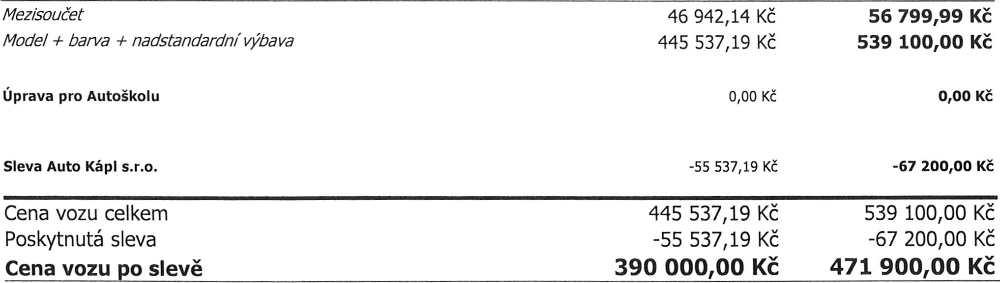 Mezisoučet 46 942,14 Kč 56 799,99 Kč
Model + barva + nadstandardní výbava 445 537,19 Kč 539 100,00 Kč
Úprava pro Autoškolu 0,00 Kč 0,00 Kč
Sleva Auto Kápl s.r.o. -55 537,19 Kč -67 200,00 Kč
Cena vozu celkem 445 537,19 Kč 539 100,00 Kč
Poskytnutá sleva -55 537,19 Kč -67 200,00 Kč
Cena vozu po slevě 390 000,00 Kč 471 900,00 Kč